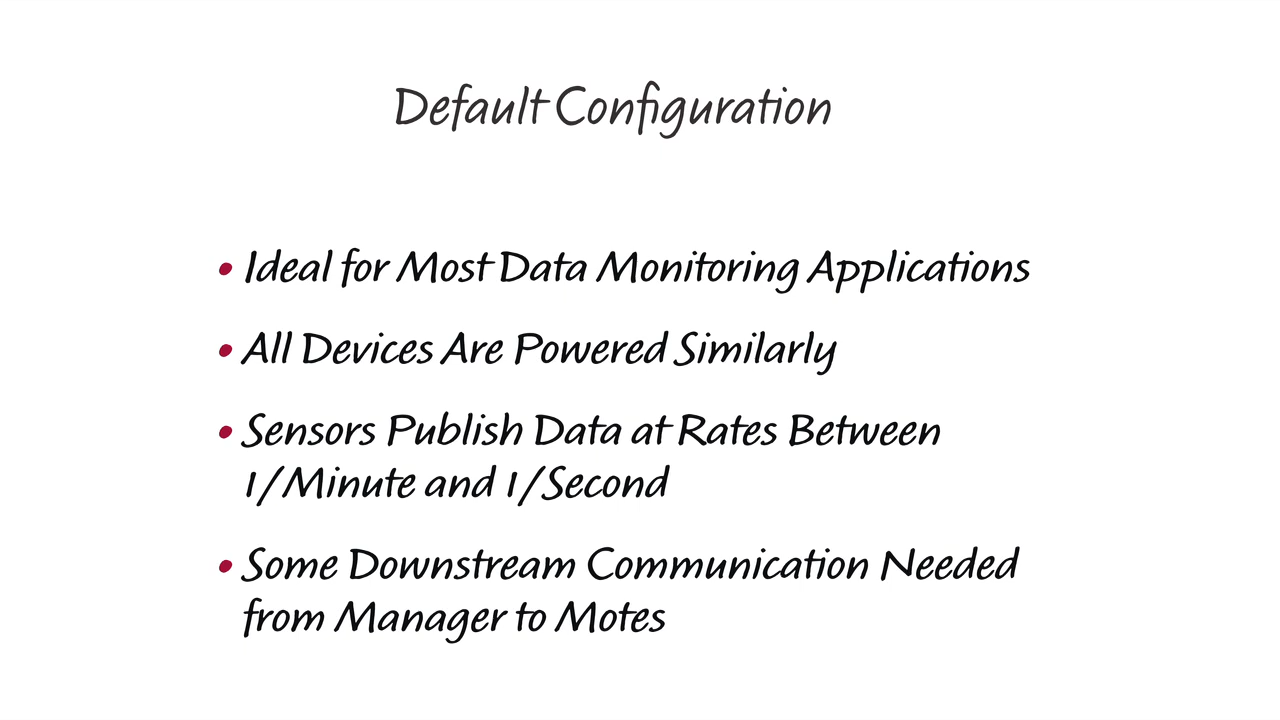 Default Configuration
• Ideal for Most Data Monitoring Applications
• All Devices Are Powered Similarly
• Sensors Publish Data at Rates Between
1/Minute and 1/Second
• Some Downstream Communication Needed
from Manager to Motes